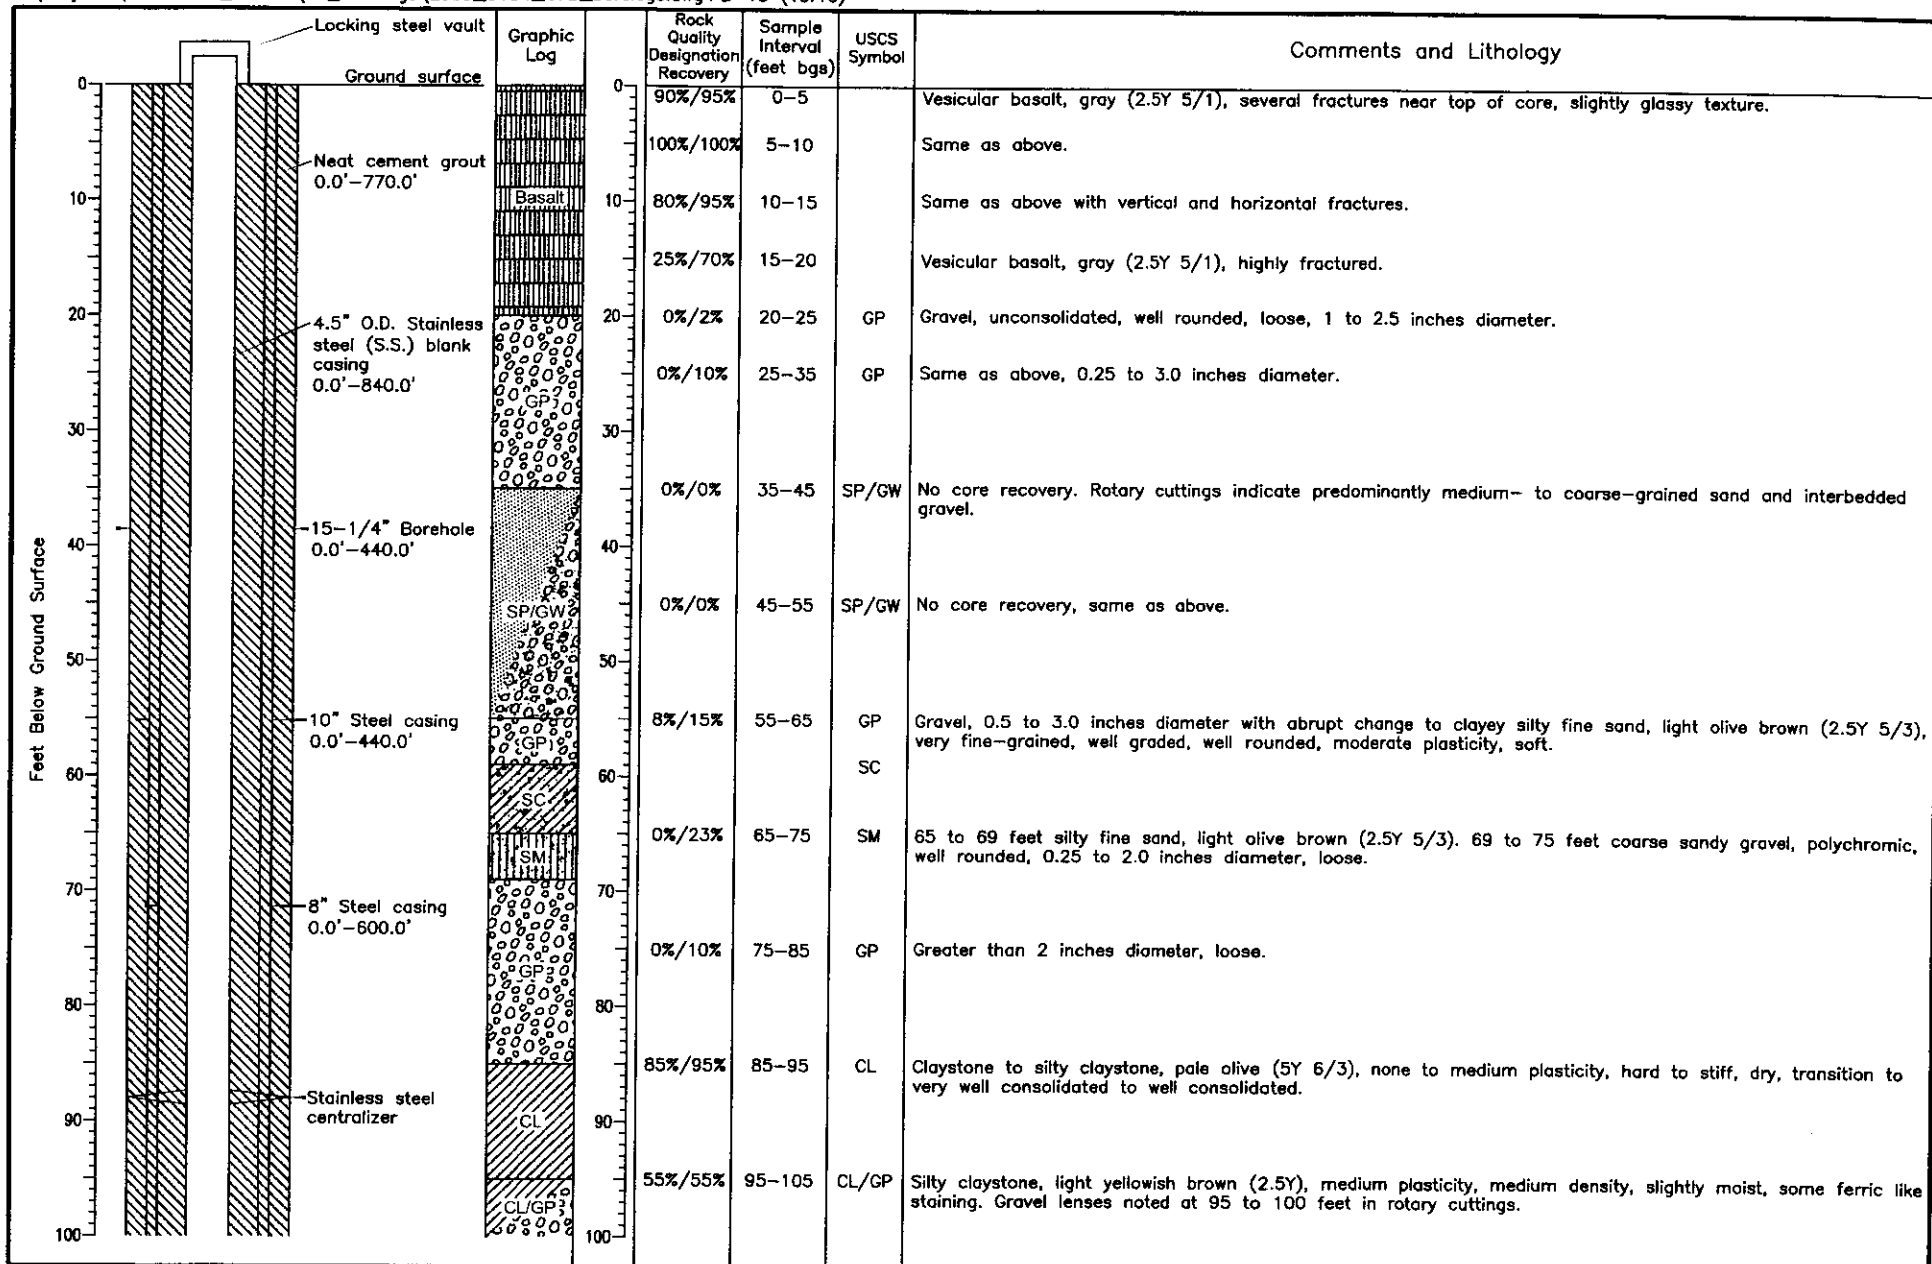 Locking steel vault
Ground surface
Neat cement grout
0.0'-770.0'
4.5" O.D. Stainless
steel (S.S.) blank
casing
0.0'-840.0'
15-1/4" Borehole
0.0'-440.0'
10" Steel casing
0.0'-440.0'
8" Steel casing
0.0'-600.0'
Stainless steel
centralizer
Feet Below Ground Surface
0
10
20
30
40
50
60
70
80
90
100
Graphic
Log
Basalt
GP
SP/GW
GP
SC
SM
GP
CL
CL/GP
0
10
20
30
40
50
60
70
80
90
100
Rock
Quality
Designation
Recovery
Sample
Interval
(feet bgs)
USCS
Symbol
Comments and Lithology
90%/95% 0-5 Vesicular basalt, gray (2.5Y 5/1), several fractures near top of core, slightly glassy texture.
100%/100% 5-10 Same as above.
80%/95% 10-15 Same as above with vertical and horizontal fractures.
25%/70% 15-20 Vesicular basalt, gray (2.5Y 5/1), highly fractured.
0%/2% 20-25 GP Gravel, unconsolidated, well rounded, loose, 1 to 2.5 inches diameter.
0%/10% 25-35 GP Same as above, 0.25 to 3.0 inches diameter.
0%/0% 35-45 SP/GW No core recovery. Rotary cuttings indicate predominantly medium- to coarse-grained sand and interbedded
gravel.
0%/0% 45-55 SP/GW No core recovery, same as above.
8%/15% 55-65 GP Gravel, 0.5 to 3.0 inches diameter with abrupt change to clayey silty fine sand, light olive brown (2.5Y 5/3),
very fine-grained, well graded, well rounded, moderate plasticity, soft.
SC
0%/23% 65-75 SM 65 to 69 feet silty fine sand, light olive brown (2.5Y 5/3). 69 to 75 feet coarse sandy gravel, polychromic,
well rounded, 0.25 to 2.0 inches diameter, loose.
0%/10% 75-85 GP Greater than 2 inches diameter, loose.
85%/95% 85-95 CL Claystone to silty claystone, pale olive (5Y 6/3), none to medium plasticity, hard to stiff, dry, transition to
very well consolidated to well consolidated.
55%/55% 95-105 CL/GP Silty claystone, light yellowish brown (2.5Y), medium plasticity, medium density, slightly moist, some ferric like
staining. Gravel lenses noted at 95 to 100 feet in rotary cuttings.